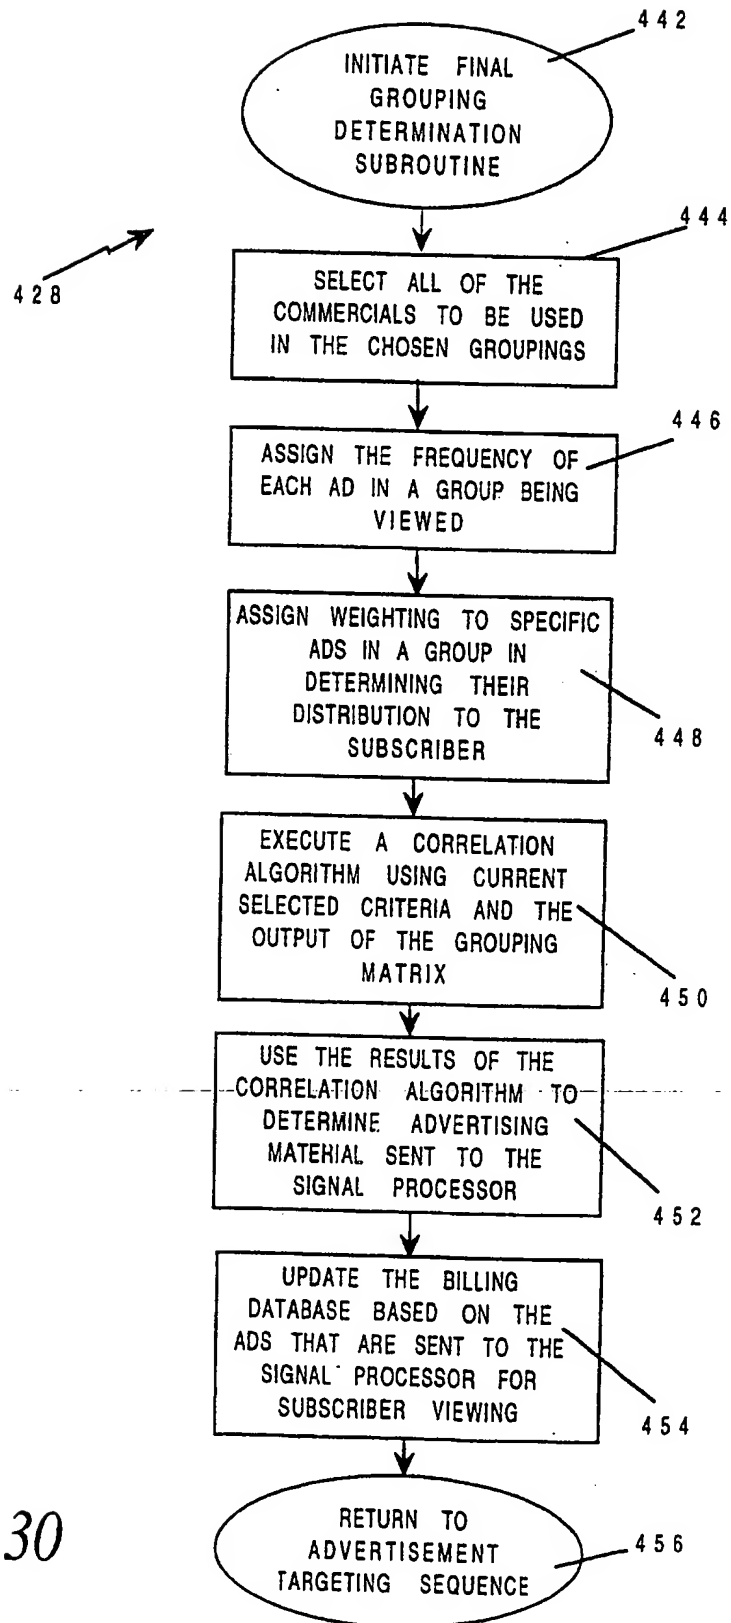 442
INITIATE FINAL
GROUPING
DETERMINATION
SUBROUTINE
428
444
SELECT ALL OF THE
COMMERCIALS TO BE USED
IN THE CHOSEN GROUPINGS
446
ASSIGN THE FREQUENCY OF
EACH AD IN A GROUP BEING
VIEWED
ASSIGN WEIGHTING TO SPECIFIC
ADS IN A GROUP IN
DETERMINING THEIR
DISTRIBUTION TO THE
SUBSCRIBER
448
EXECUTE A CORRELATION
ALGORITHM USING CURRENT
SELECTED CRITERIA AND THE
OUTPUT OF THE GROUPING
MATRIX
450
USE THE RESULTS OF THE
CORRELATION ALGORITHM TO
DETERMINE ADVERTISING
MATERIAL SENT TO THE
SIGNAL PROCESSOR
452
UPDATE THE BILLING
DATABASE BASED ON THE
ADS THAT ARE SENT TO THE
SIGNAL PROCESSOR FOR
SUBSCRIBER VIEWING
454
RETURN TO
ADVERTISEMENT
TARGETING SEQUENCE
456
30